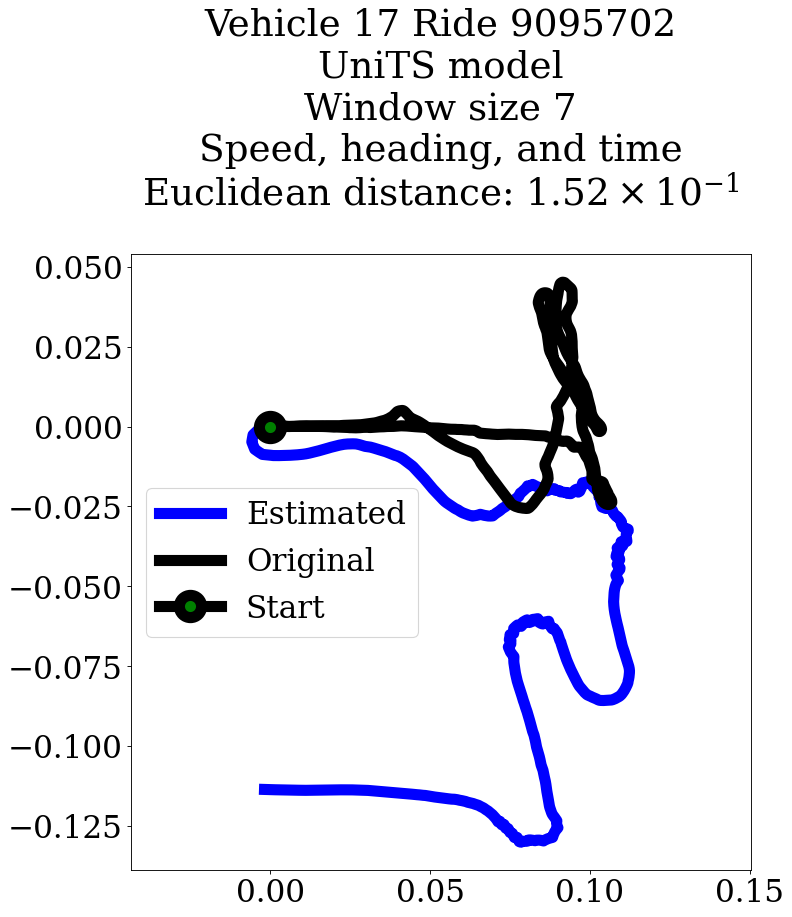 Vehicle 17 Ride 9095702
UniTS model
Window size 7
Speed, heading, and time
Euclidean distance: 1.52 × 10⁻¹
0.050
0.025
0.000
−0.025
−0.050
−0.075
−0.100
−0.125
Estimated
Original
Start
0.00 0.05 0.10 0.15